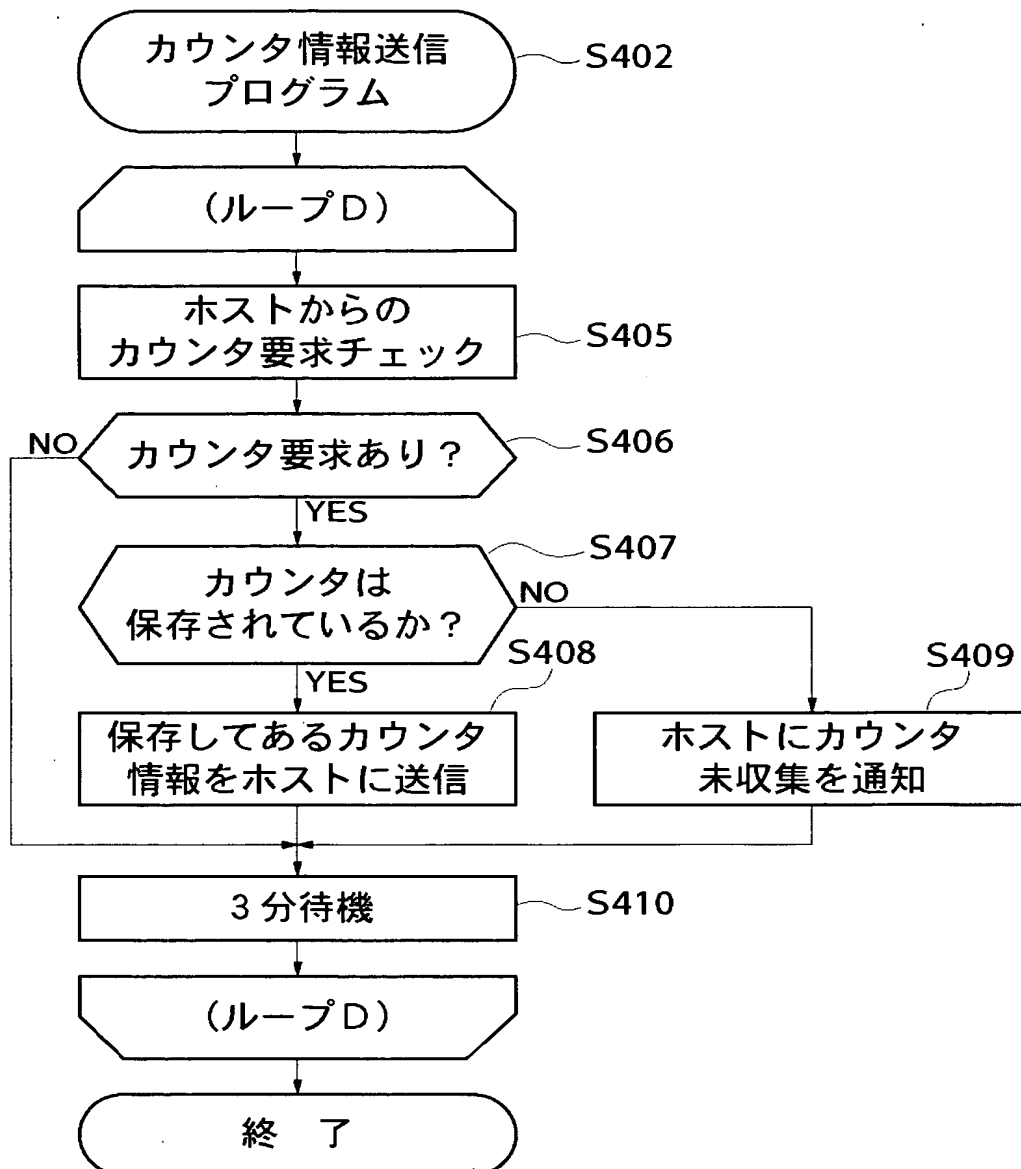 カウンタ情報送信
プログラム
S402
(ループD)
ホストからの
カウンタ要求チェック
S405
NO
カウンタ要求あり？
S406
YES
カウンタは
保存されているか？
S407
NO
YES
S408
保存してあるカウンタ
情報をホストに送信
S409
ホストにカウンタ
未収集を通知
3分待機
S410
(ループD)
終 了